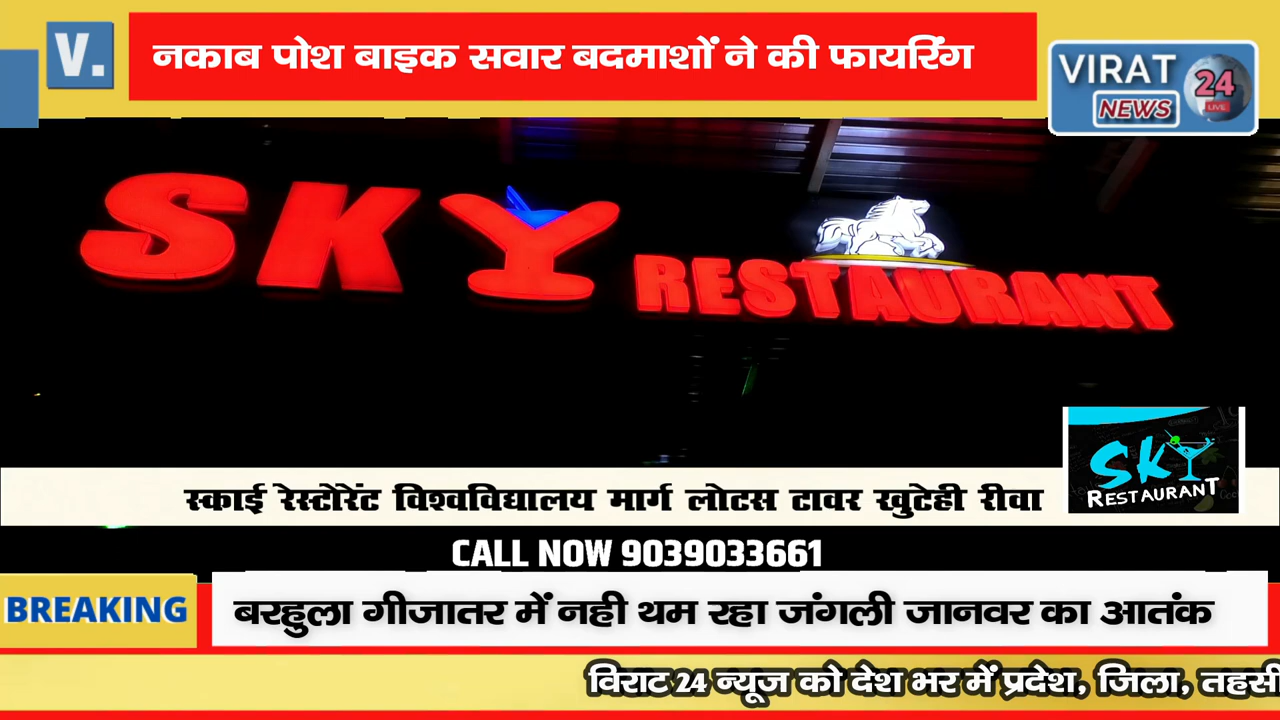 V.
नकाब पोश बाइक सवार बदमाशों ने की फायरिंग
VIRAT 24
NEWS LIVE
SKY RESTAURANT
SKY
RESTAURANT
स्काई रेस्टोरेंट विश्वविद्यालय मार्ग लोटस टावर खुटेही रीवा
CALL NOW 9039033661
BREAKING
बरहुला गीजातर में नही थम रहा जंगली जानवर का आतंक
विराट 24 न्यूज को देश भर में प्रदेश, जिला, तहसी